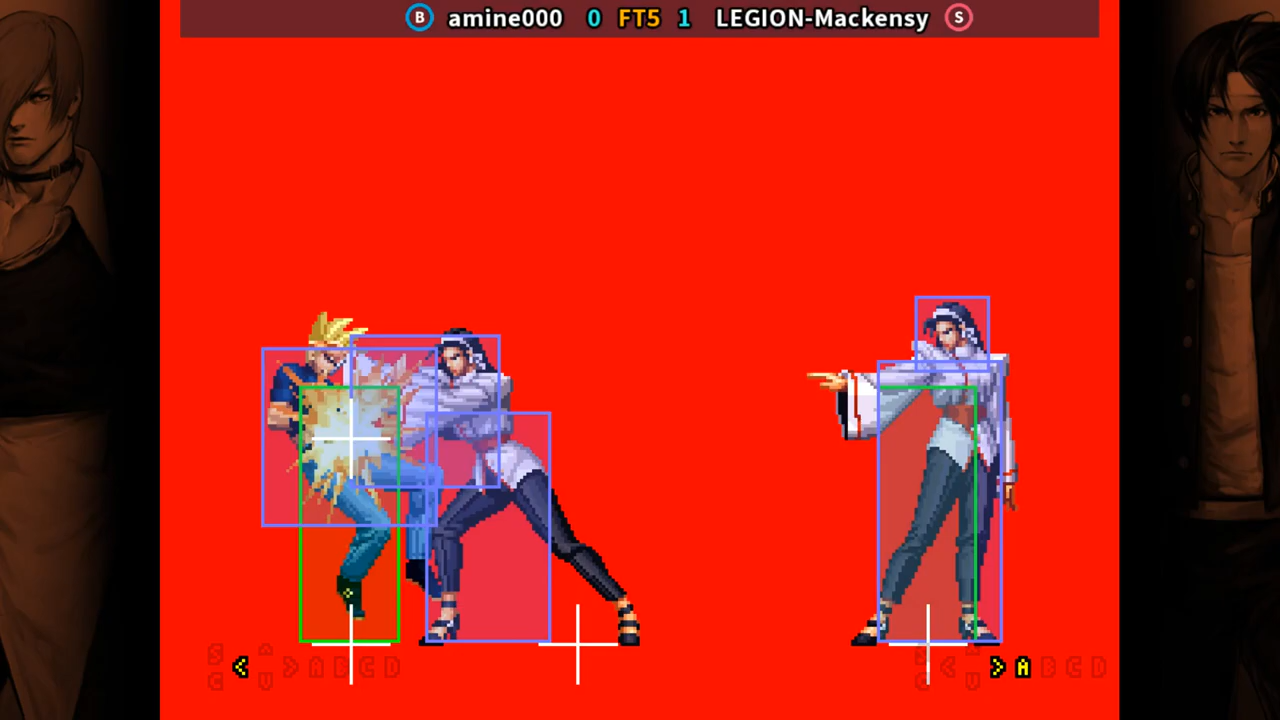 B amine000 0 FT5 1 LEGION-Mackensy S
S < ^ > A B C D
C v
S < ^ > A B C D
C v